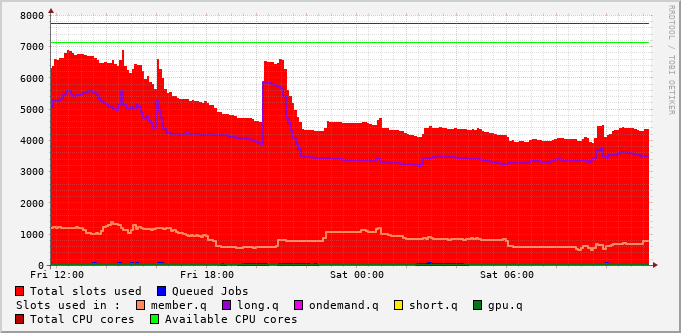 8000
7000
6000
5000
4000
3000
2000
1000
0
Fri 12:00 Fri 18:00 Sat 00:00 Sat 06:00
RRDTOOL / TOBI OETIKER
Total slots used Queued Jobs
Slots used in : member.q long.q ondemand.q short.q gpu.q
Total CPU cores Available CPU cores